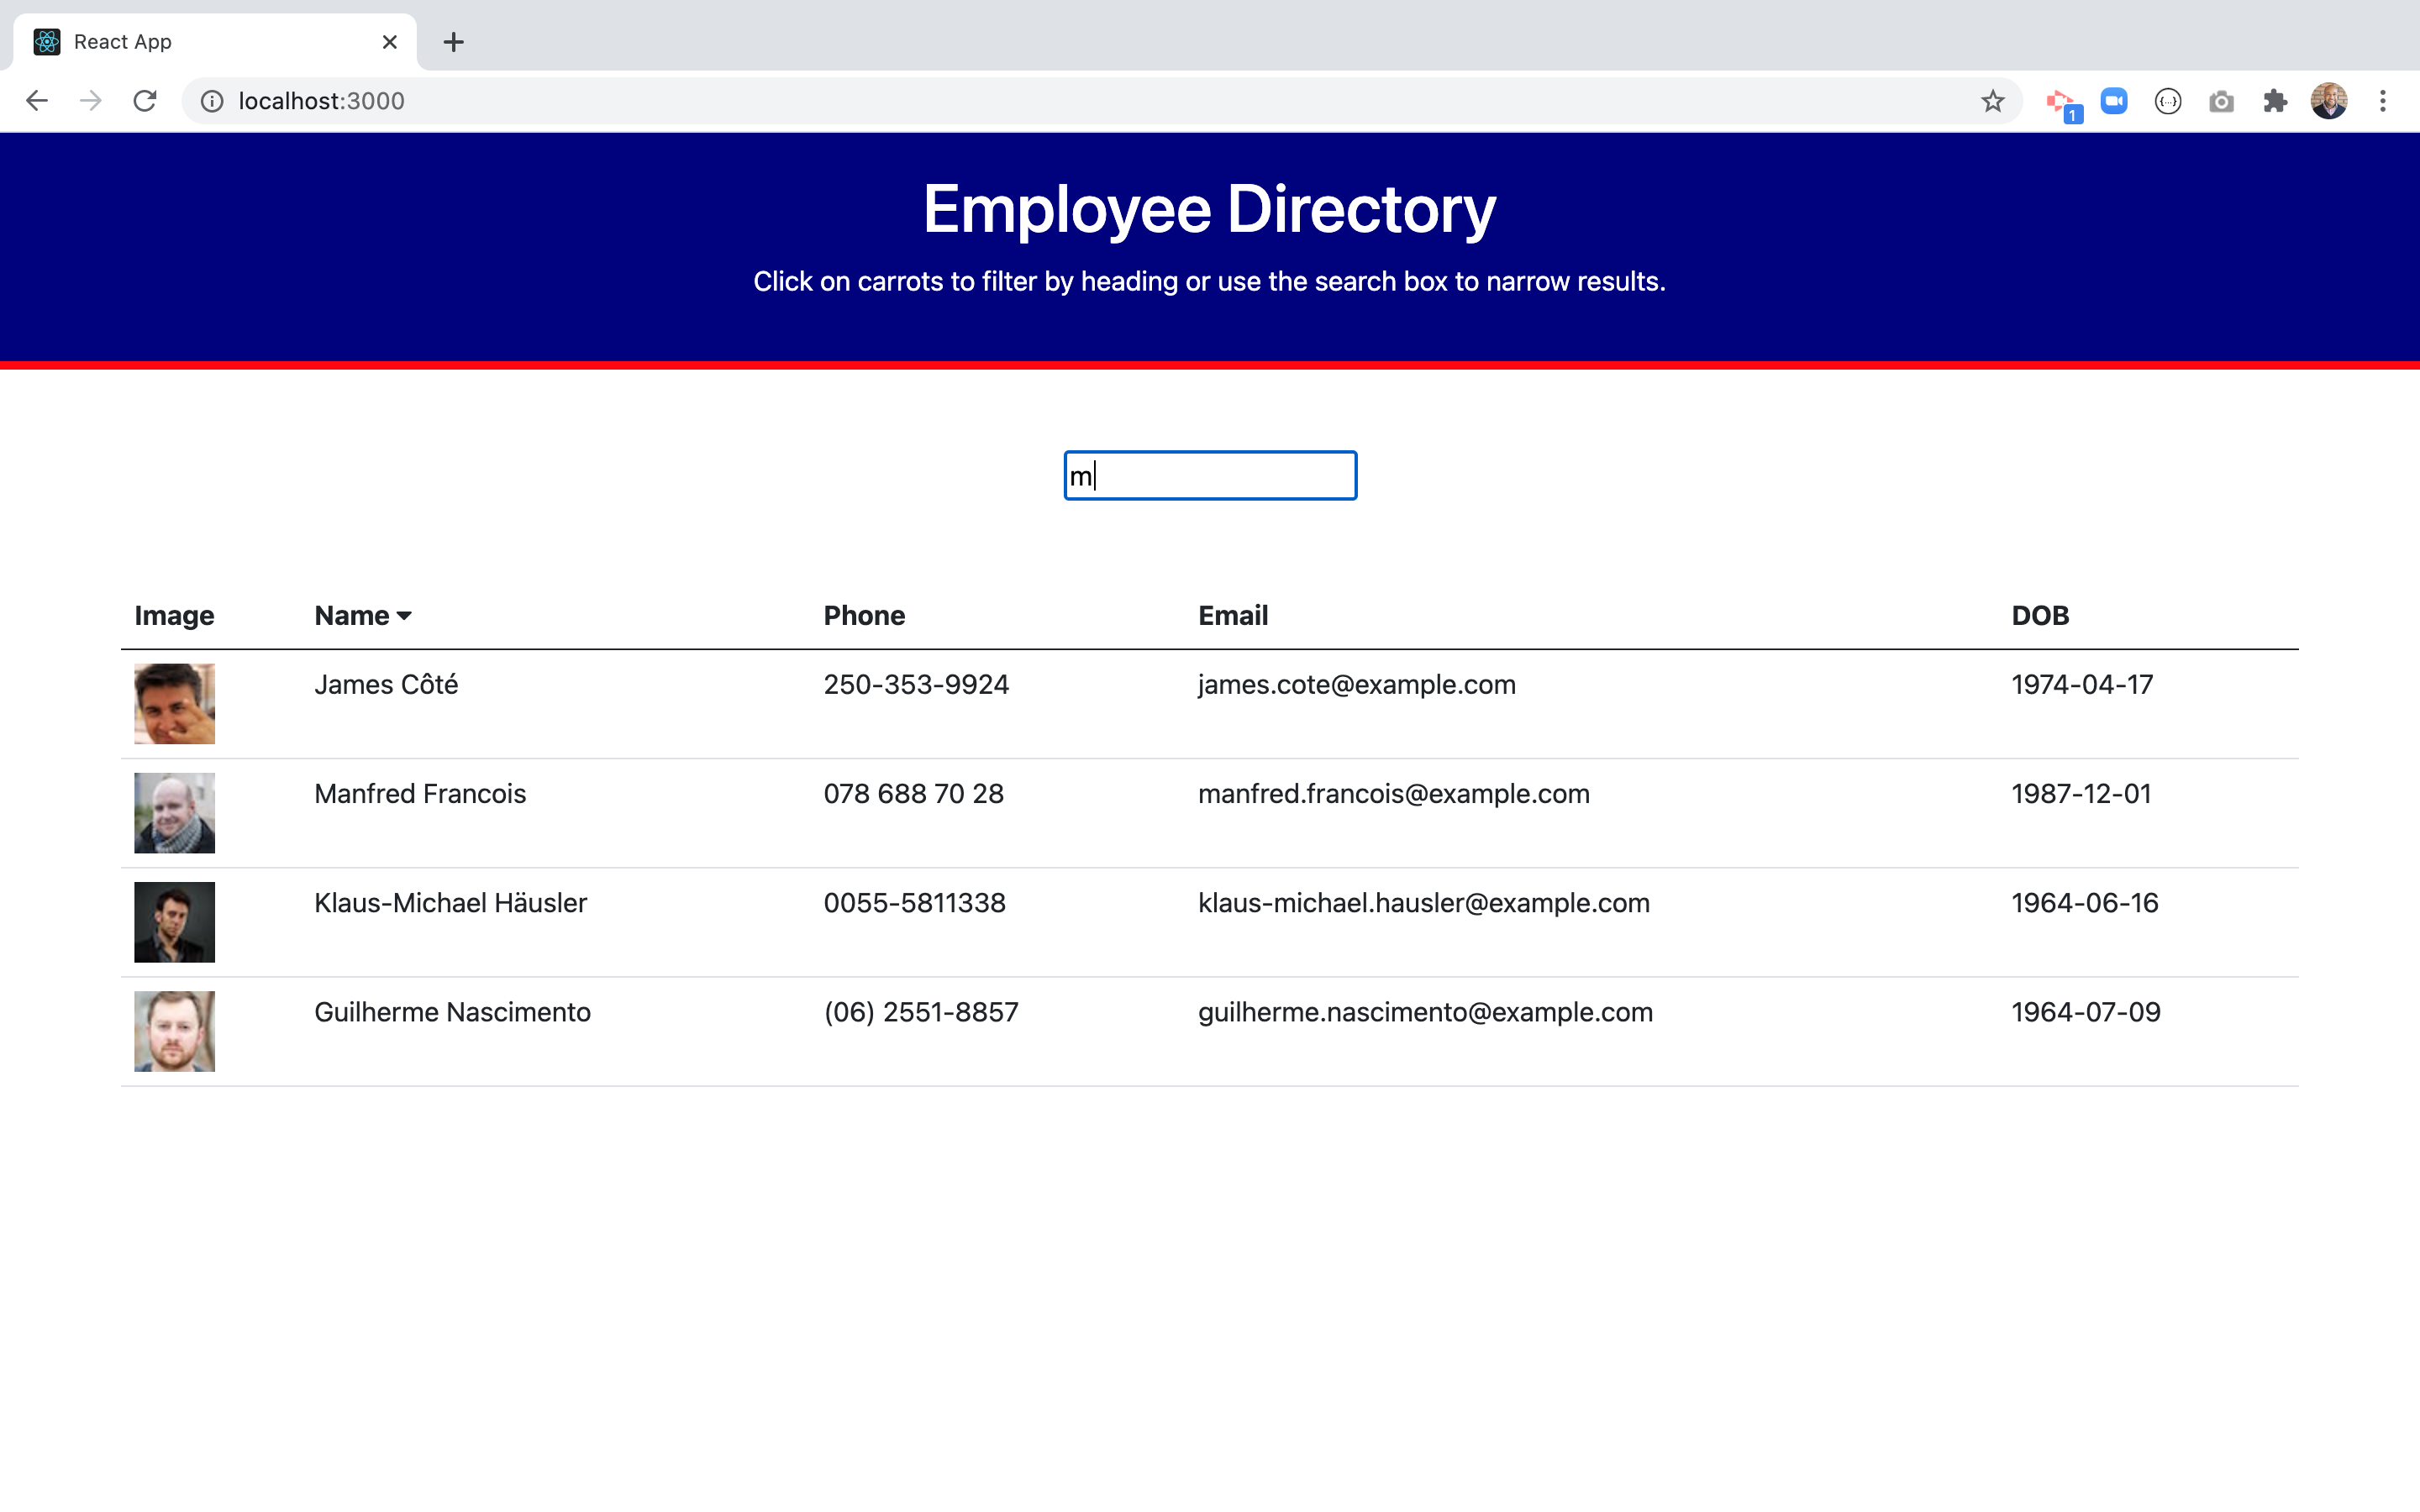 React App
localhost:3000
1
Employee Directory
Click on carrots to filter by heading or use the search box to narrow results.
m
Image Name Phone Email DOB
James Côté 250-353-9924 james.cote@example.com 1974-04-17
Manfred Francois 078 688 70 28 manfred.francois@example.com 1987-12-01
Klaus-Michael Häusler 0055-5811338 klaus-michael.hausler@example.com 1964-06-16
Guilherme Nascimento (06) 2551-8857 guilherme.nascimento@example.com 1964-07-09